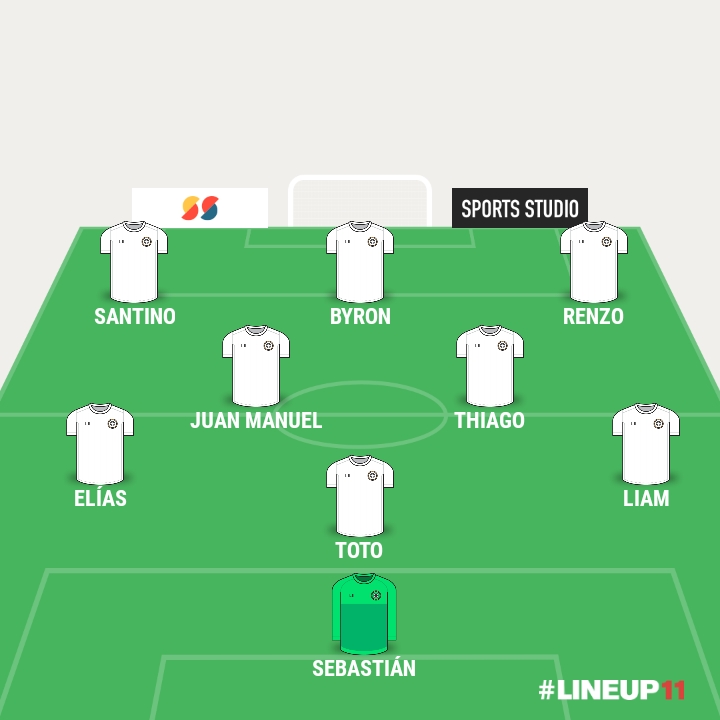 SPORTS STUDIO
SANTINO
BYRON
RENZO
JUAN MANUEL
THIAGO
ELÍAS
LIAM
TOTO
SEBASTIÁN
#LINEUP11